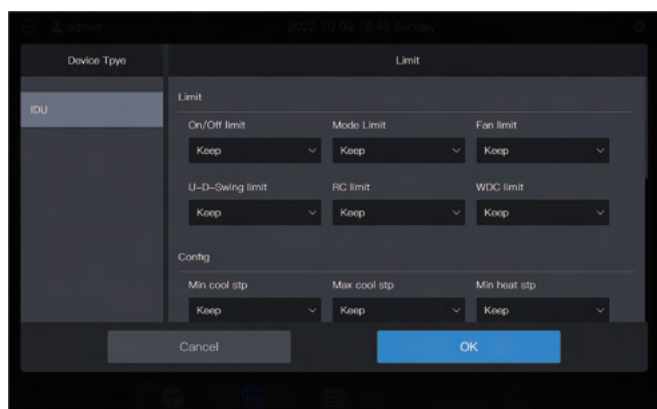 admin 2022-10-09 16:46 Sunday
Device Tpye Limit
IDU
Limit
On/Off limit Mode Limit Fan limit
Keep Keep Keep
U-D-Swing limit RC limit WDC limit
Keep Keep Keep
Config
Min cool stp Max cool stp Min heat stp
Keep Keep Keep
Cancel OK